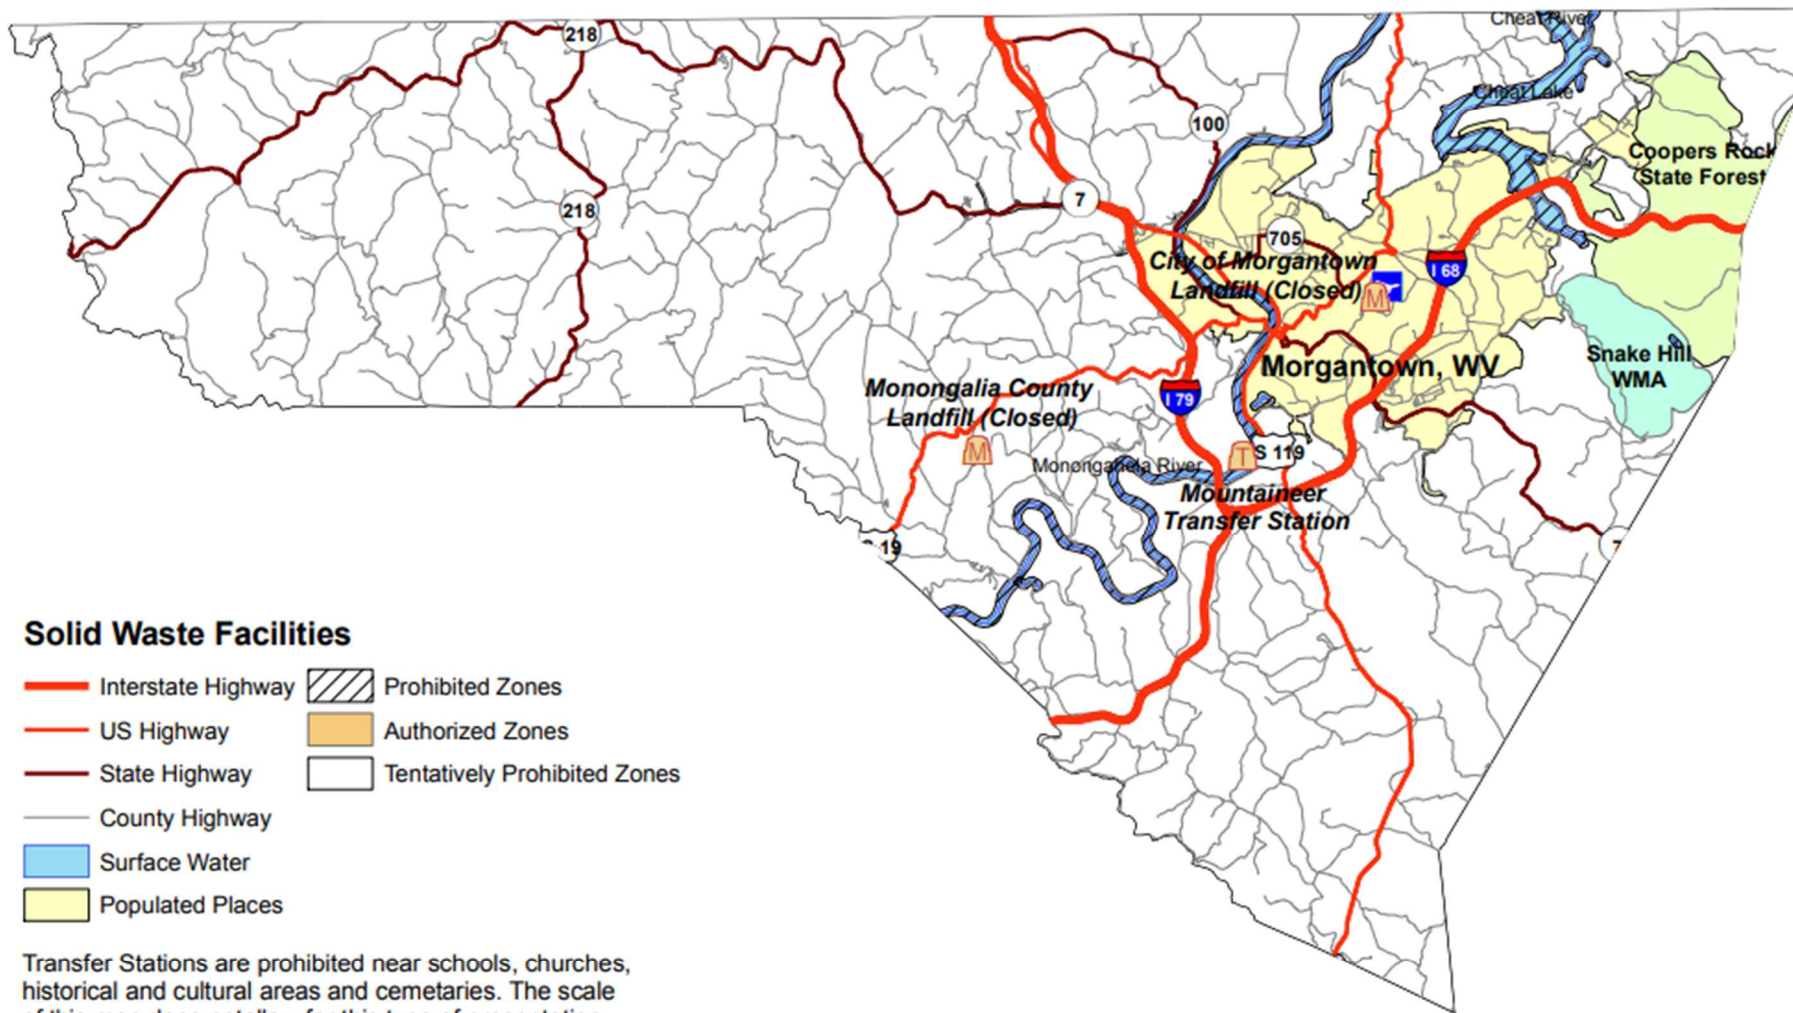 Cheat River
218
Cheat Lake
100
Coopers Rock
State Forest
7
218
705
City of Morgantown
Landfill (Closed)
I 68
M
Snake Hill
WMA
Morgantown, WV
Monongalia County
Landfill (Closed)
I 79
M
T
S 119
Monongahela River
Mountaineer
Transfer Station
19
7
Solid Waste Facilities
Interstate Highway
US Highway
State Highway
County Highway
Surface Water
Populated Places
Prohibited Zones
Authorized Zones
Tentatively Prohibited Zones
Transfer Stations are prohibited near schools, churches,
historical and cultural areas and cemetaries. The scale